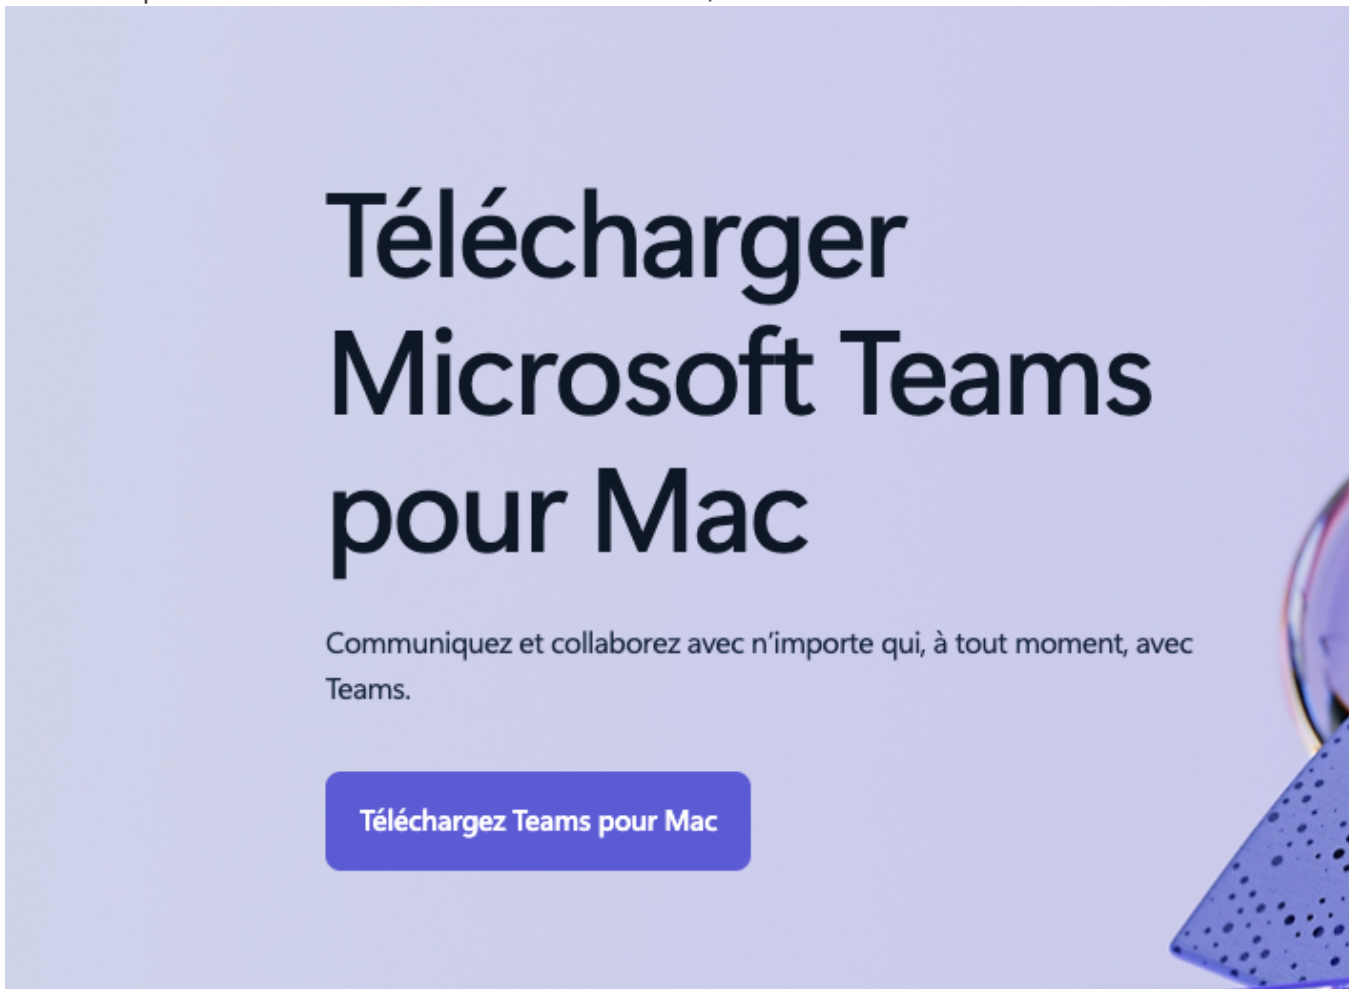 Télécharger
Microsoft Teams
pour Mac
Communiquez et collaborez avec n’importe qui, à tout moment, avec
Teams.
Téléchargez Teams pour Mac